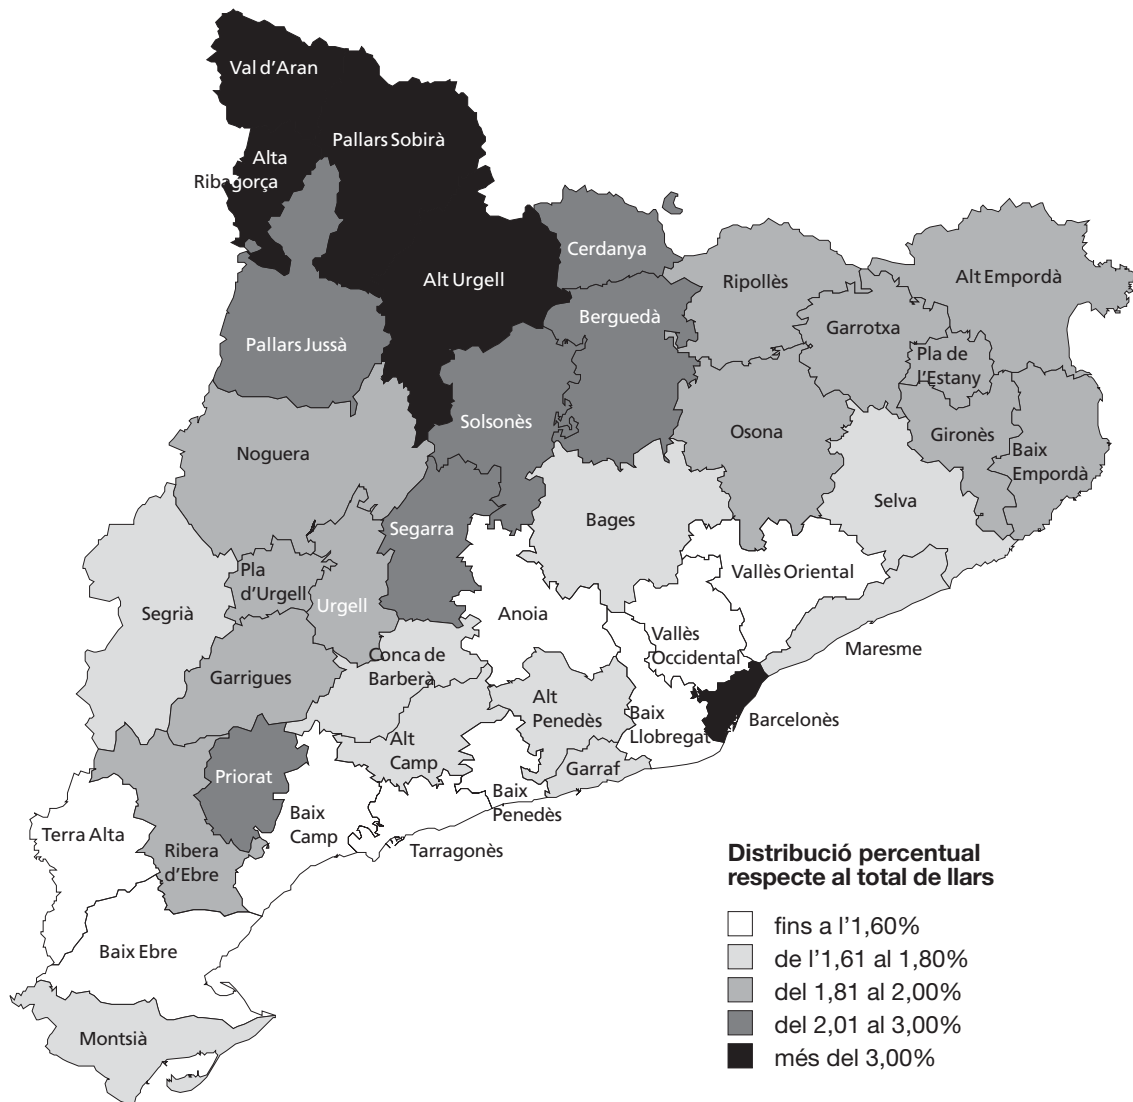 Val d'Aran
Pallars Sobirà
Alta
Ribagorça
Cerdanya
Alt Urgell
Ripollès
Alt Empordà
Berguedà
Garrotxa
Pallars Jussà
Pla de
l'Estany
Solsonès
Osona
Gironès
Baix
Empordà
Noguera
Selva
Bages
Segarra
Pla
d'Urgell
Urgell
Vallès Oriental
Segrià
Anoia
Vallès
Occidental
Maresme
Conca de
Barberà
Garrigues
Alt
Penedès
Baix
Llobregat
Barcelonès
Alt
Camp
Garraf
Priorat
Baix
Penedès
Baix
Camp
Terra Alta
Ribera
d'Ebre
Tarragonès
Baix Ebre
Montsià
Distribució percentual
respecte al total de llars
fins a l'1,60%
de l'1,61 al 1,80%
del 1,81 al 2,00%
del 2,01 al 3,00%
més del 3,00%